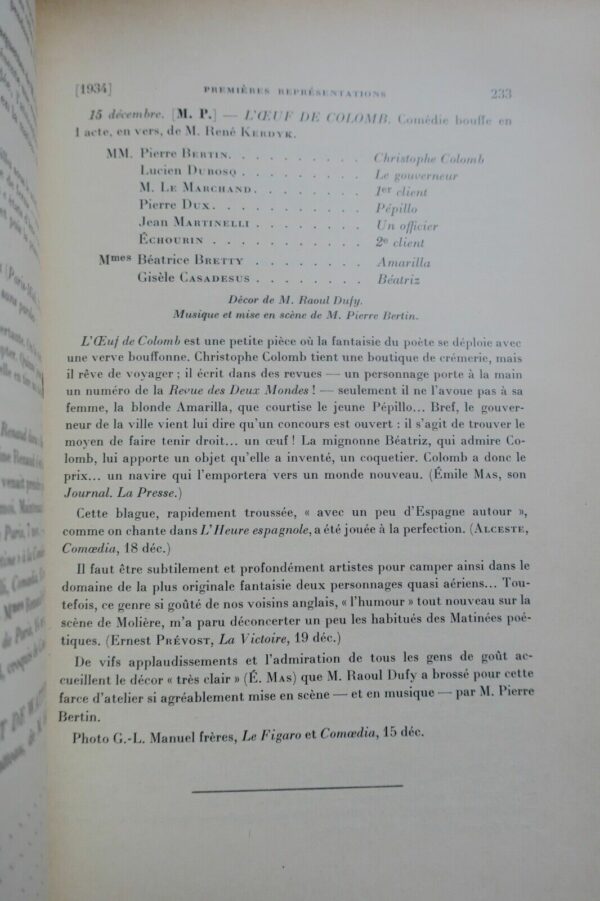 [1934] PREMIÈRES REPRÉSENTATIONS 233
15 décembre. [M. P.] — L'ŒUF DE COLOMB. Comédie bouffe en
1 acte, en vers, de M. René KERDYK.
MM. Pierre BERTIN. . . . . . . . . . . Christophe Colomb
Lucien DUBOSQ . . . . . . . . . . Le gouverneur
M. LE MARCHAND. . . . . . . . . 1er client
Pierre DUX. . . . . . . . . . . . Pépillo
Jean MARTINELLI . . . . . . . . . Un officier
ÉCHOURIN . . . . . . . . . . . . 2e client
Mmes Béatrice BRETTY . . . . . . . . . Amarilla
Gisèle CASADESUS . . . . . . . . Béatriz
Décor de M. Raoul Dufy.
Musique et mise en scène de M. Pierre Bertin.
L'Œuf de Colomb est une petite pièce où la fantaisie du poète se déploie avec
une verve bouffonne. Christophe Colomb tient une boutique de crémerie, mais
il rêve de voyager ; il écrit dans des revues — un personnage porte à la main
un numéro de la Revue des Deux Mondes ! — seulement il ne l'avoue pas à sa
femme, la blonde Amarilla, que courtise le jeune Pépillo... Bref, le gouver-
neur de la ville vient lui dire qu'un concours est ouvert : il s'agit de trouver le
moyen de faire tenir droit... un œuf ! La mignonne Béatriz, qui admire Co-
lomb, lui apporte un objet qu'elle a inventé, un coquetier. Colomb a donc le
prix... un navire qui l'emportera vers un monde nouveau. (Émile MAS, son
Journal. La Presse.)
Cette blague, rapidement troussée, « avec un peu d'Espagne autour »,
comme on chante dans L'Heure espagnole, a été jouée à la perfection. (ALCESTE,
Comœdia, 18 déc.)
Il faut être subtilement et profondément artistes pour camper ainsi dans le
domaine de la plus originale fantaisie deux personnages quasi aériens... Tou-
tefois, ce genre si goûté de nos voisins anglais, « l'humour » tout nouveau sur la
scène de Molière, m'a paru déconcerter un peu les habitués des Matinées poé-
tiques. (Ernest PRÉVOST, La Victoire, 19 déc.)
De vifs applaudissements et l'admiration de tous les gens de goût ac-
cueillent le décor « très clair » (É. MAS) que M. Raoul Dufy a brossé pour cette
farce d'atelier si agréablement mise en scène — et en musique — par M. Pierre
Bertin.
Photo G.-L. Manuel frères, Le Figaro et Comœdia, 15 déc.